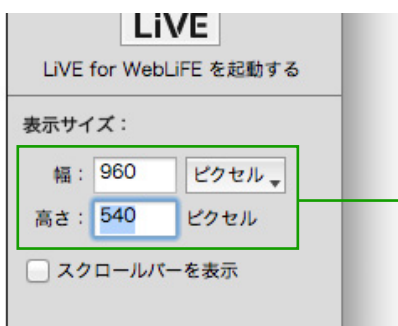 LiVE
LiVE for WebLiFE を起動する
表示サイズ：
幅： 960 ピクセル
高さ： 540 ピクセル
スクロールバーを表示